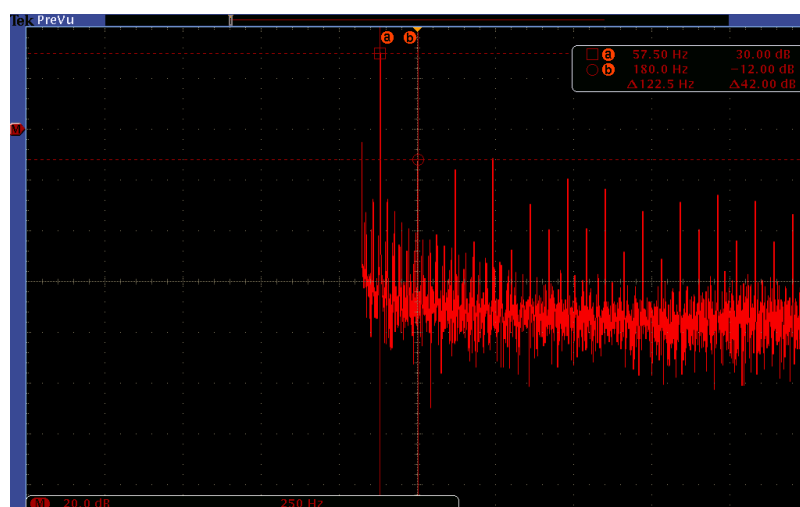 Tek PreVu
a b
a 57.50 Hz 30.00 dB
b 180.0 Hz −12.00 dB
Δ122.5 Hz Δ42.00 dB
M
M 20.0 dB 250 Hz